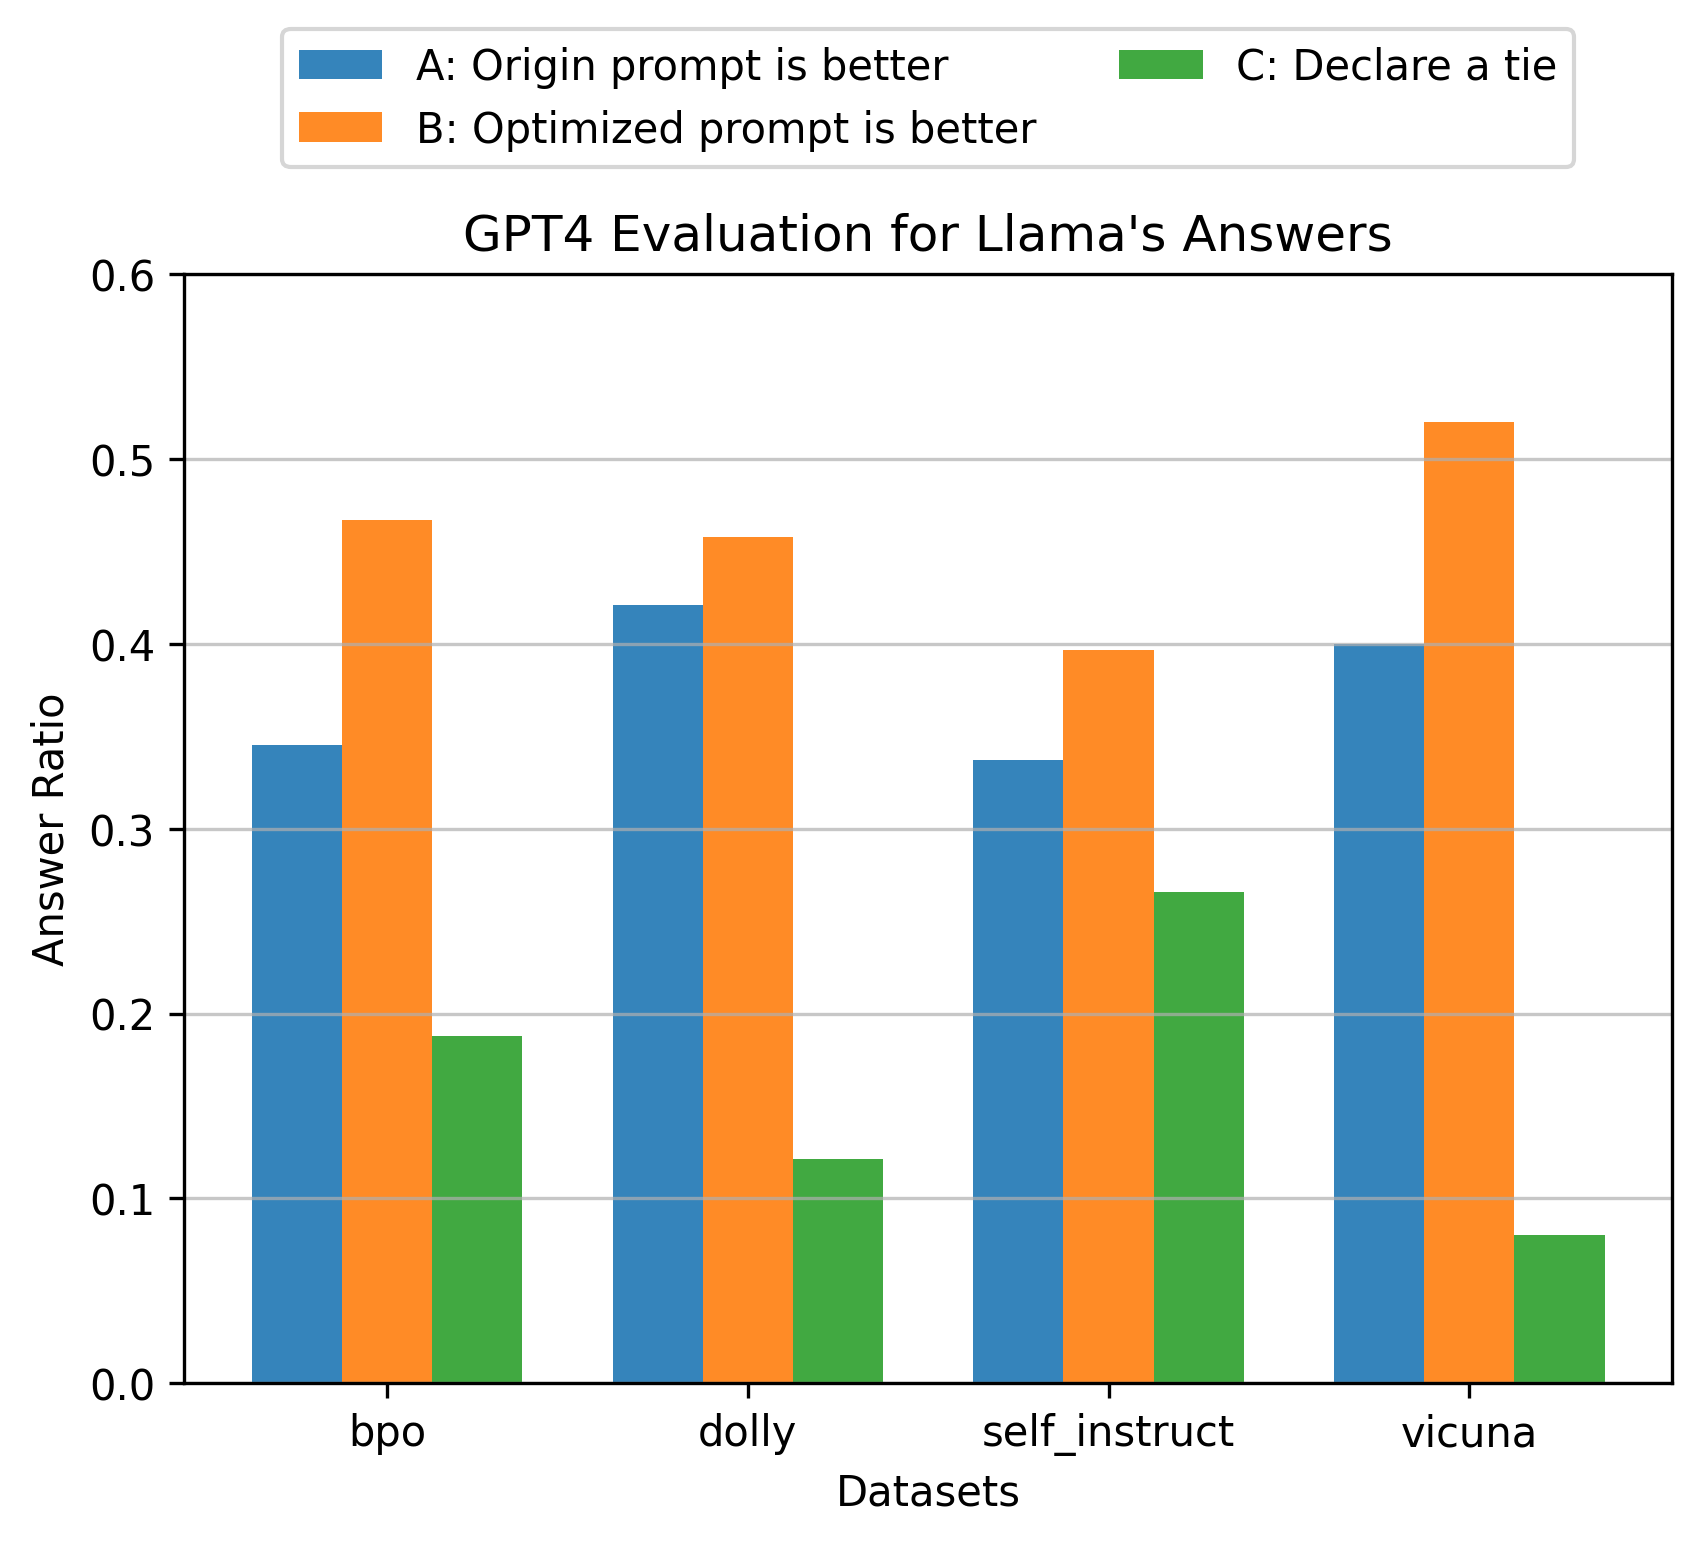 A: Origin prompt is better
B: Optimized prompt is better
C: Declare a tie
GPT4 Evaluation for Llama's Answers
Answer Ratio
0.6
0.5
0.4
0.3
0.2
0.1
0.0
bpo dolly self_instruct vicuna
Datasets